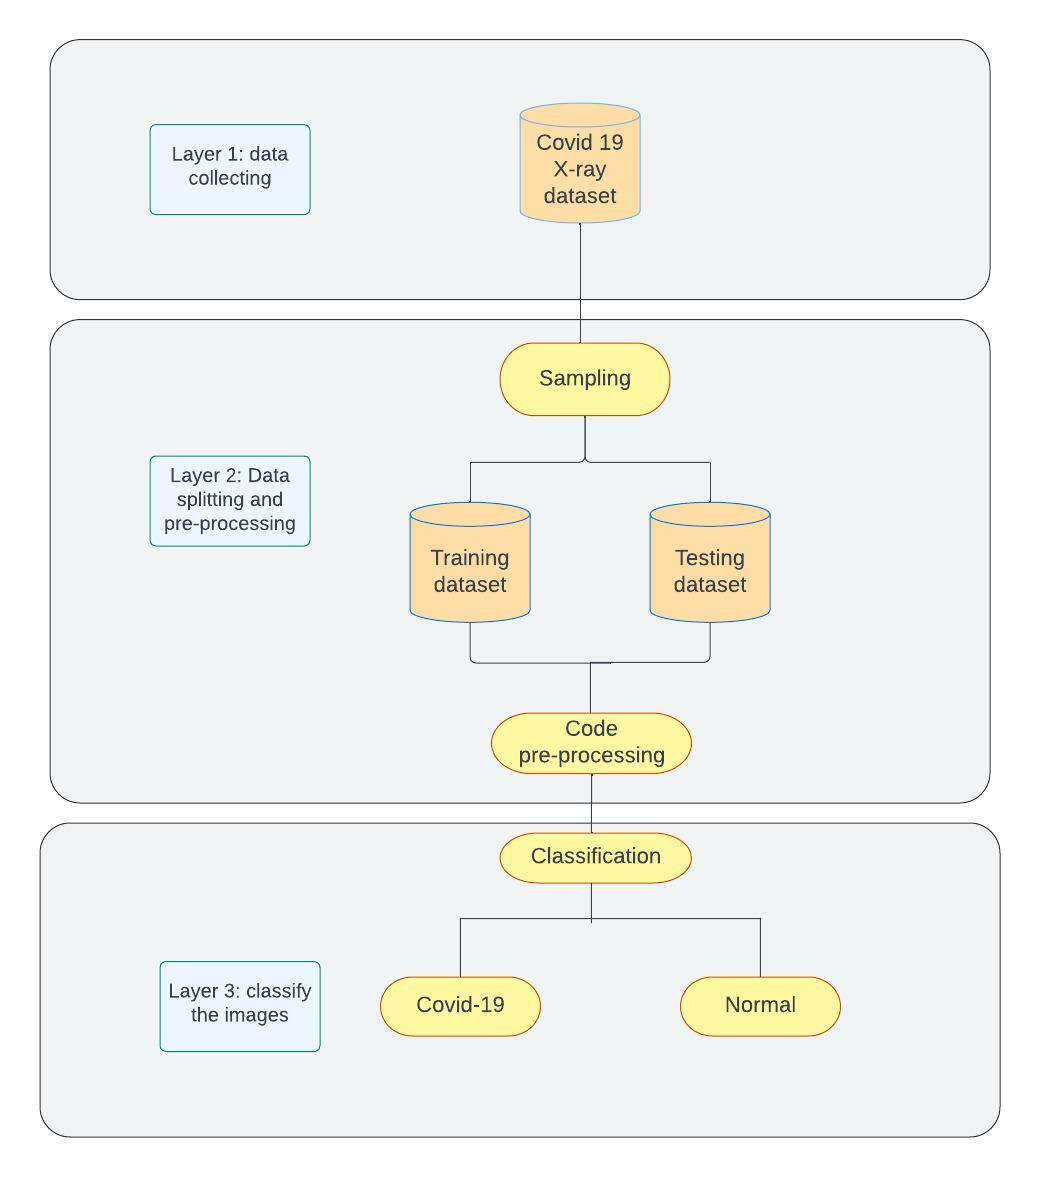 Layer 1: data
collecting
Covid 19
X-ray
dataset
Sampling
Layer 2: Data
splitting and
pre-processing
Training
dataset
Testing
dataset
Code
pre-processing
Classification
Layer 3: classify
the images
Covid-19
Normal